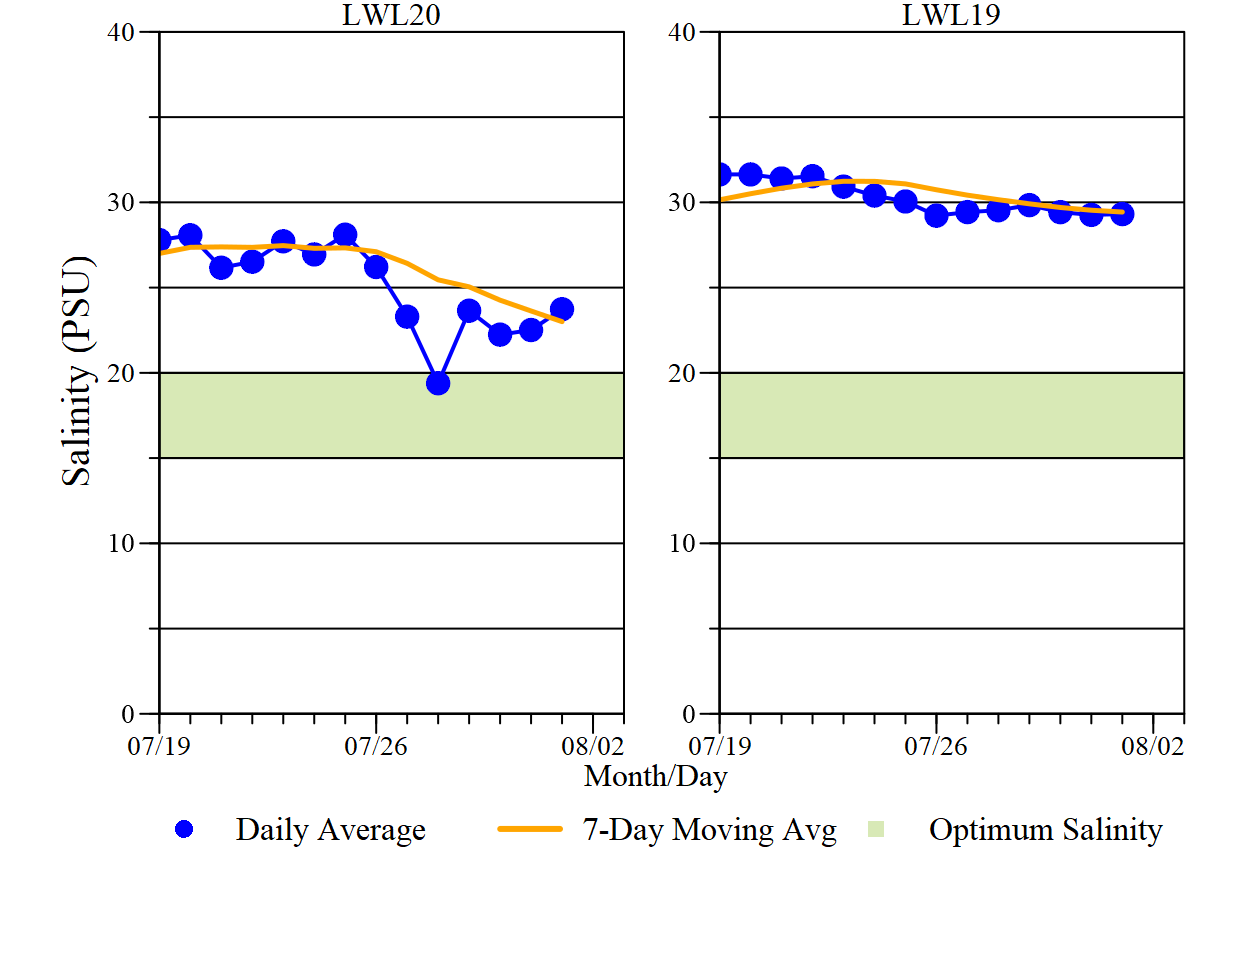 LWL20
LWL19
40
30
20
10
0
40
30
20
10
0
Salinity (PSU)
07/19
07/26
08/02
07/19
07/26
08/02
Month/Day
Daily Average
7-Day Moving Avg
Optimum Salinity